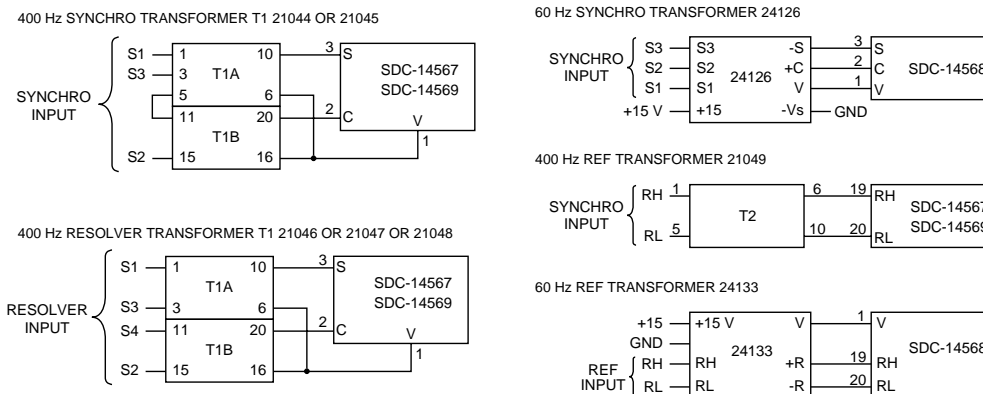 400 Hz SYNCHRO TRANSFORMER T1 21044 OR 21045
S1 1 10 3 S
S3 3 T1A SDC-14567
SYNCHRO INPUT 5 6 SDC-14569
11 20 2 C
T1B V
S2 15 16 1
400 Hz RESOLVER TRANSFORMER T1 21046 OR 21047 OR 21048
S1 1 10 3 S
T1A SDC-14567
RESOLVER INPUT S3 3 6 SDC-14569
S4 11 20 2 C
T1B V
S2 15 16 1
60 Hz SYNCHRO TRANSFORMER 24126
SYNCHRO INPUT S3 S3 -S 3 S
S2 S2 24126 +C 2 C SDC-14568
S1 S1 V 1 V
+15 V +15 -Vs GND
400 Hz REF TRANSFORMER 21049
SYNCHRO INPUT RH 1 6 19 RH SDC-14567
T2
RL 5 10 20 RL SDC-14569
60 Hz REF TRANSFORMER 24133
+15 +15 V V 1 V
GND 24133 SDC-14568
REF INPUT RH RH +R 19 RH
RL RL -R 20 RL